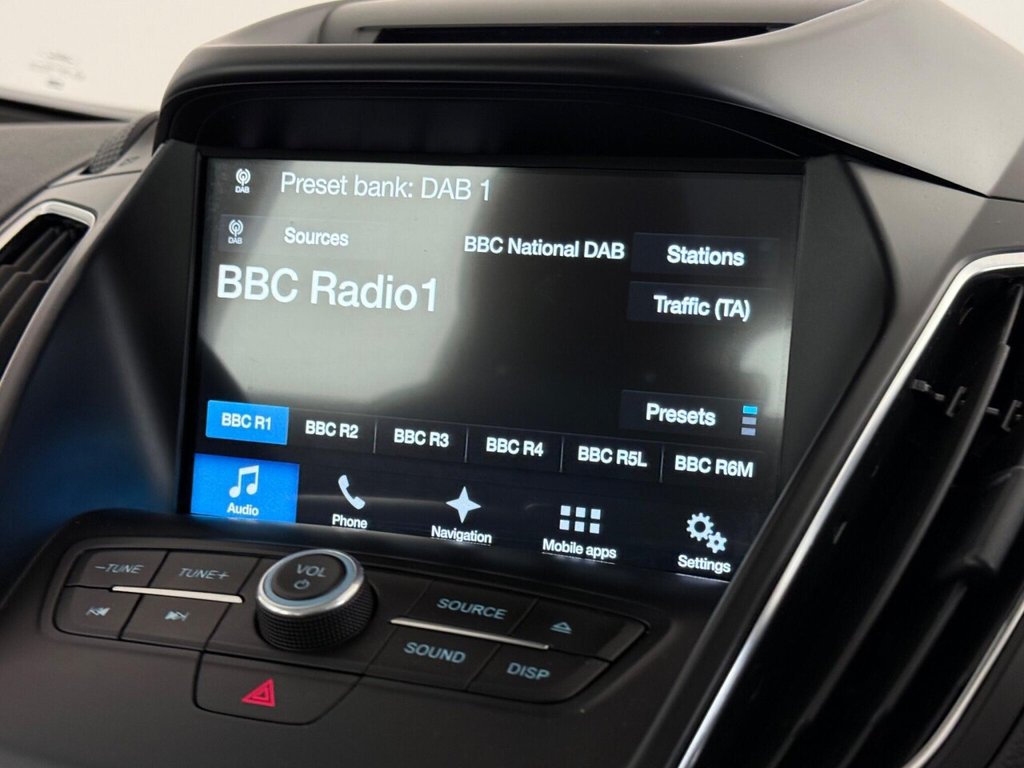 DAB Preset bank: DAB 1
DAB Sources
BBC National DAB
Stations
BBC Radio1
Traffic (TA)
Presets
BBC R1 BBC R2 BBC R3 BBC R4 BBC R5L BBC R6M
Audio Phone Navigation Mobile apps Settings
-TUNE TUNE+ VOL
SOURCE
SOUND DISP